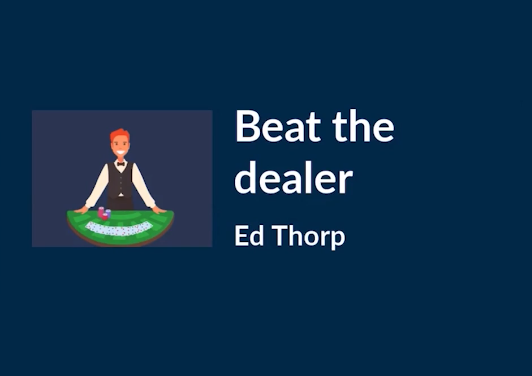 Beat the
dealer
Ed Thorp